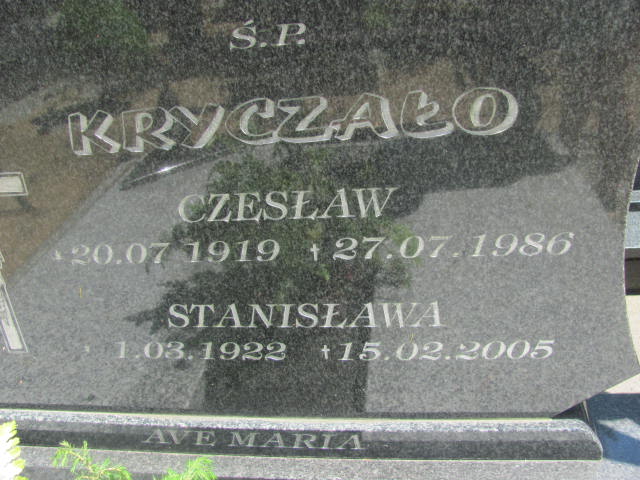 Ś.P.
KRYCZAŁO
CZESŁAW
* 20.07 1919 † 27.07.1986
STANISŁAWA
* 1.03.1922 † 15.02.2005
AVE MARIA